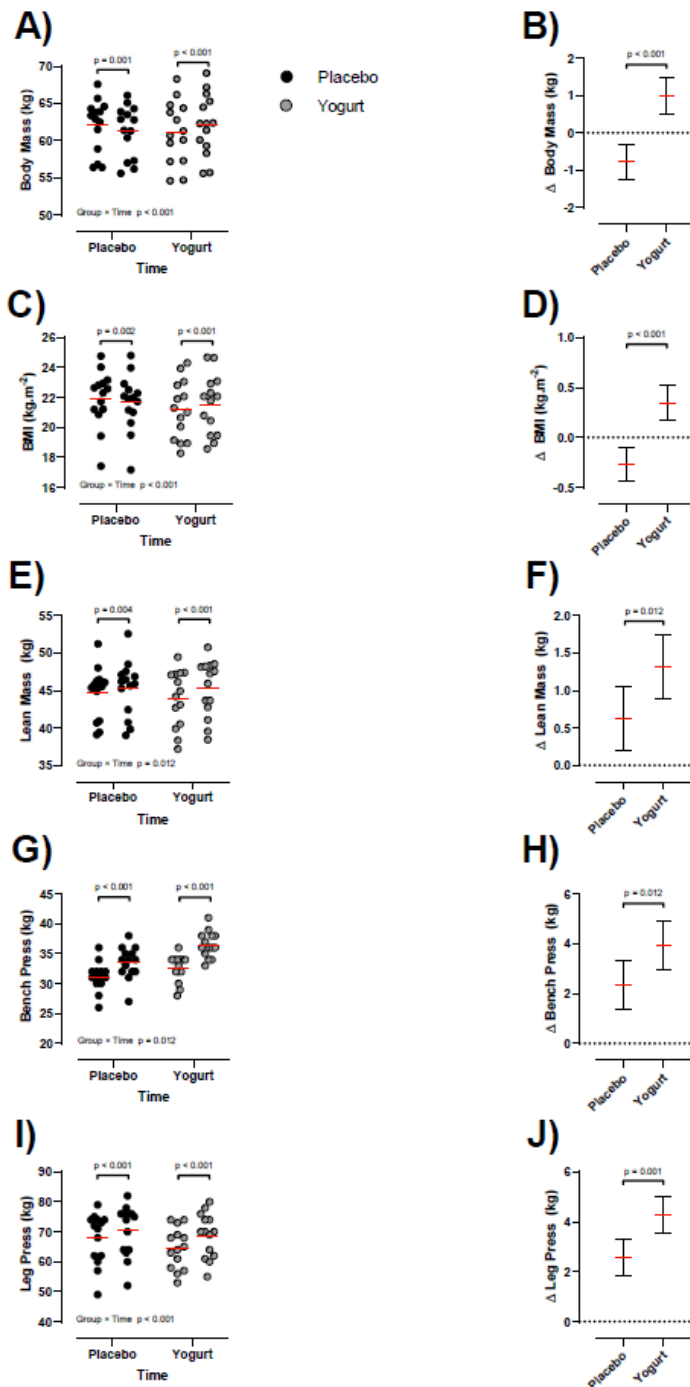 A)
p = 0.001
p < 0.001
Body Mass (kg)
70
65
60
55
50
Group × Time p < 0.001
Placebo
Yogurt
Time
Placebo
Yogurt
B)
p < 0.001
Δ Body Mass (kg)
2
1
0
-1
-2
Placebo
Yogurt
C)
p = 0.002
p < 0.001
BMI (kg.m⁻²)
26
24
22
20
18
16
Group × Time p < 0.001
Placebo
Yogurt
Time
D)
p < 0.001
Δ BMI (kg.m⁻²)
1.0
0.5
0.0
-0.5
Placebo
Yogurt
E)
p = 0.004
p < 0.001
Lean Mass (kg)
55
50
45
40
35
Group × Time p = 0.012
Placebo
Yogurt
Time
F)
p = 0.012
Δ Lean Mass (kg)
2.0
1.5
1.0
0.5
0.0
Placebo
Yogurt
G)
p < 0.001
p < 0.001
Bench Press (kg)
45
40
35
30
25
20
Group × Time p = 0.012
Placebo
Yogurt
Time
H)
p = 0.012
Δ Bench Press (kg)
6
4
2
0
Placebo
Yogurt
I)
p < 0.001
p < 0.001
Leg Press (kg)
90
80
70
60
50
40
Group × Time p < 0.001
Placebo
Yogurt
Time
J)
p = 0.001
Δ Leg Press (kg)
6
4
2
0
Placebo
Yogurt